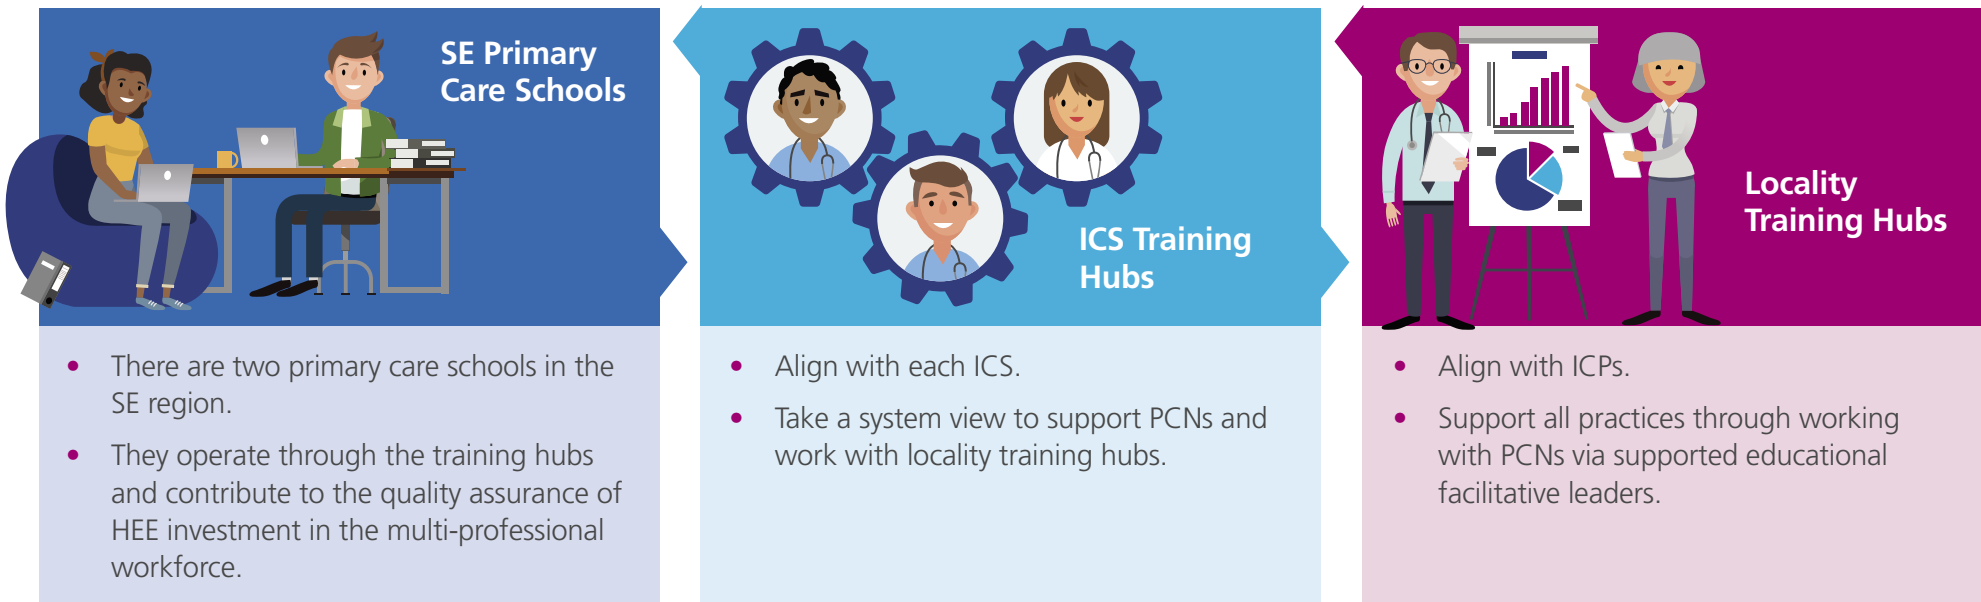 SE Primary
Care Schools
• There are two primary care schools in the
SE region.
• They operate through the training hubs
and contribute to the quality assurance of
HEE investment in the multi-professional
workforce.
ICS Training
Hubs
• Align with each ICS.
• Take a system view to support PCNs and
work with locality training hubs.
Locality
Training Hubs
• Align with ICPs.
• Support all practices through working
with PCNs via supported educational
facilitative leaders.